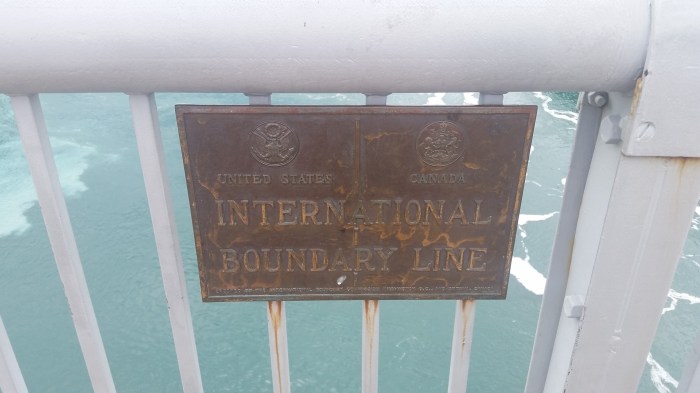 UNITED STATES CANADA
INTERNATIONAL
BOUNDARY LINE